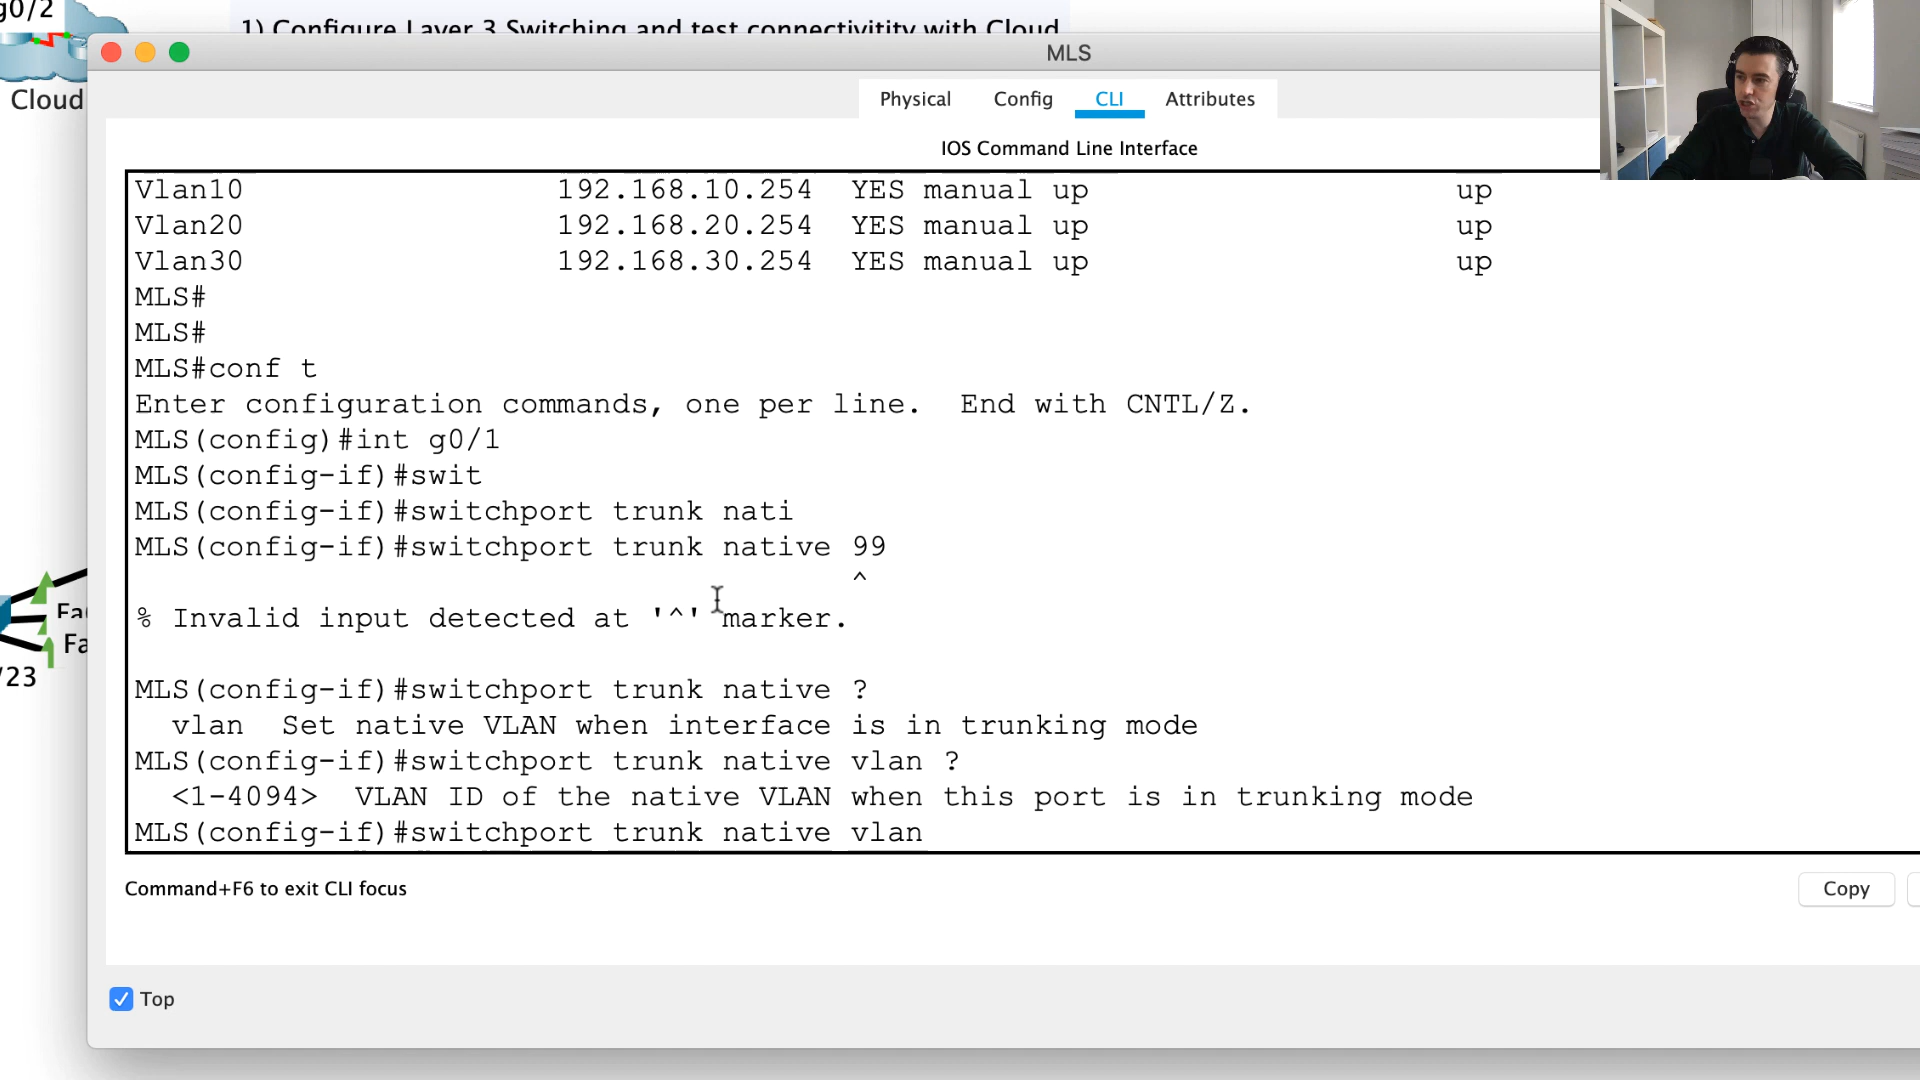 g0/2
1) Configure Layer 3 Switching and test connectivitity with Cloud
MLS
Cloud
Physical Config CLI Attributes
IOS Command Line Interface
Vlan10 192.168.10.254 YES manual up up
Vlan20 192.168.20.254 YES manual up up
Vlan30 192.168.30.254 YES manual up up
MLS#
MLS#
MLS#conf t
Enter configuration commands, one per line. End with CNTL/Z.
MLS(config)#int g0/1
MLS(config-if)#swit
MLS(config-if)#switchport trunk nati
MLS(config-if)#switchport trunk native 99
^
% Invalid input detected at '^' marker.
MLS(config-if)#switchport trunk native ?
vlan Set native VLAN when interface is in trunking mode
MLS(config-if)#switchport trunk native vlan ?
<1-4094> VLAN ID of the native VLAN when this port is in trunking mode
MLS(config-if)#switchport trunk native vlan
Fa
Fa
/23
Command+F6 to exit CLI focus
Copy
Top